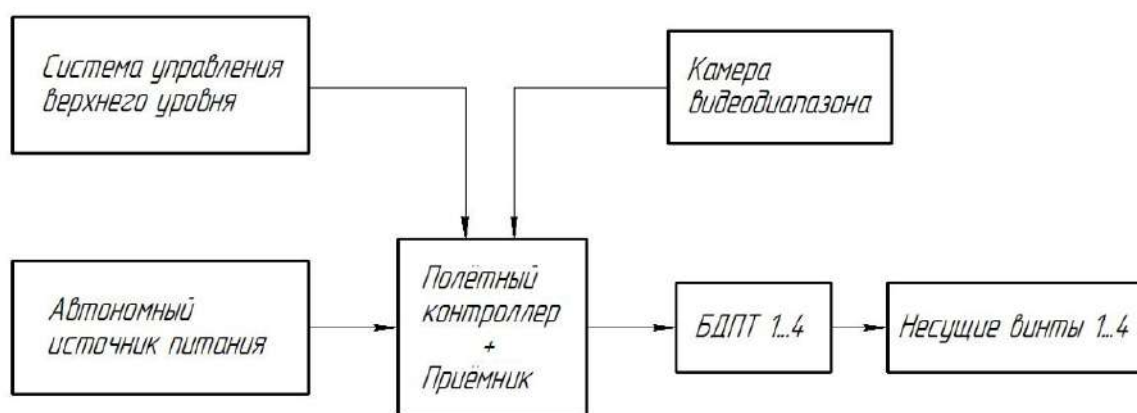 Система управления
верхнего уровня
Камера
видеодиапазона
Автономный
источник питания
Полётный
контроллер
+
Приёмник
БДПТ 1...4
Несущие винты 1...4